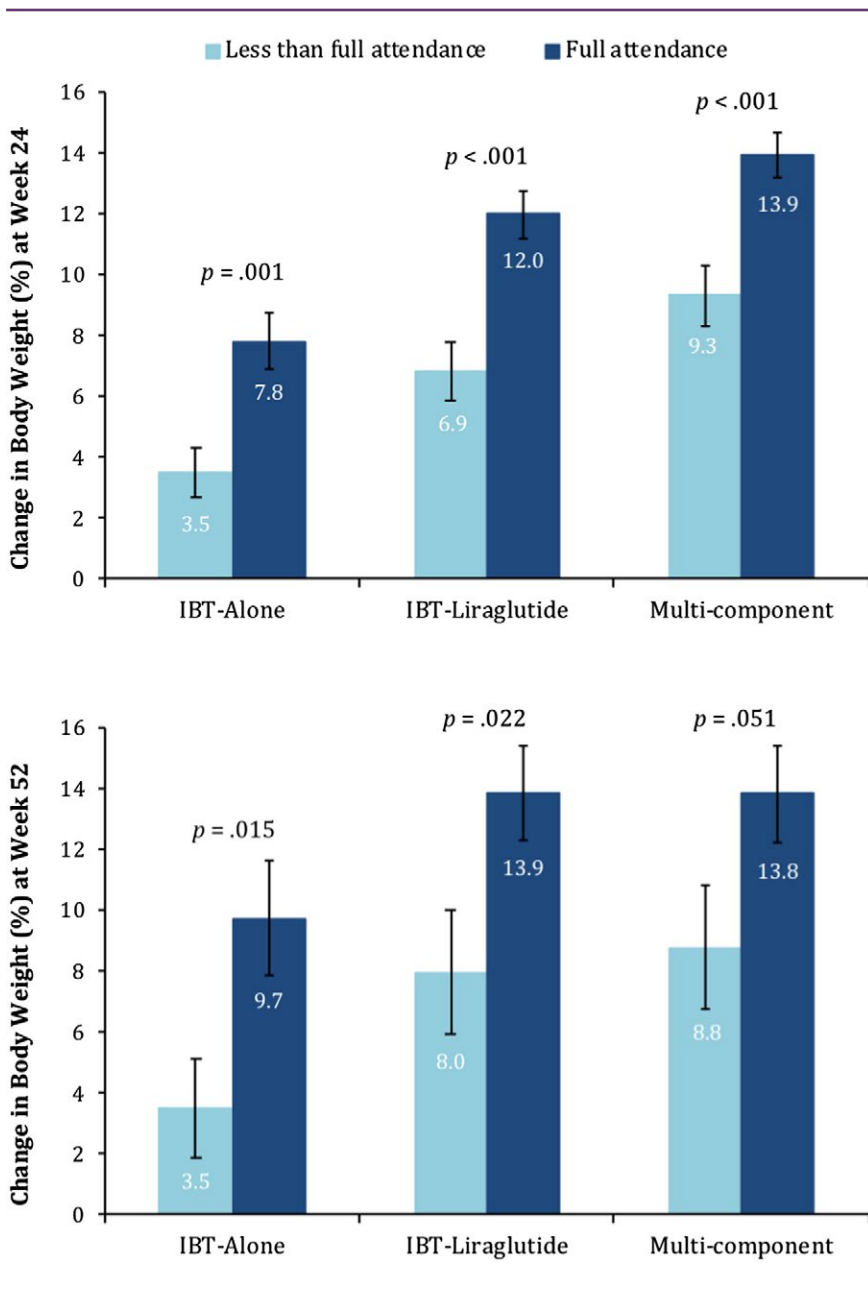 Less than full attendance Full attendance
Change in Body Weight (%) at Week 24
16
14
12
10
8
6
4
2
0
p = .001
p < .001
p < .001
3.5
7.8
6.9
12.0
9.3
13.9
IBT-Alone IBT-Liraglutide Multi-component
Change in Body Weight (%) at Week 52
16
14
12
10
8
6
4
2
0
p = .015
p = .022
p = .051
3.5
9.7
8.0
13.9
8.8
13.8
IBT-Alone IBT-Liraglutide Multi-component